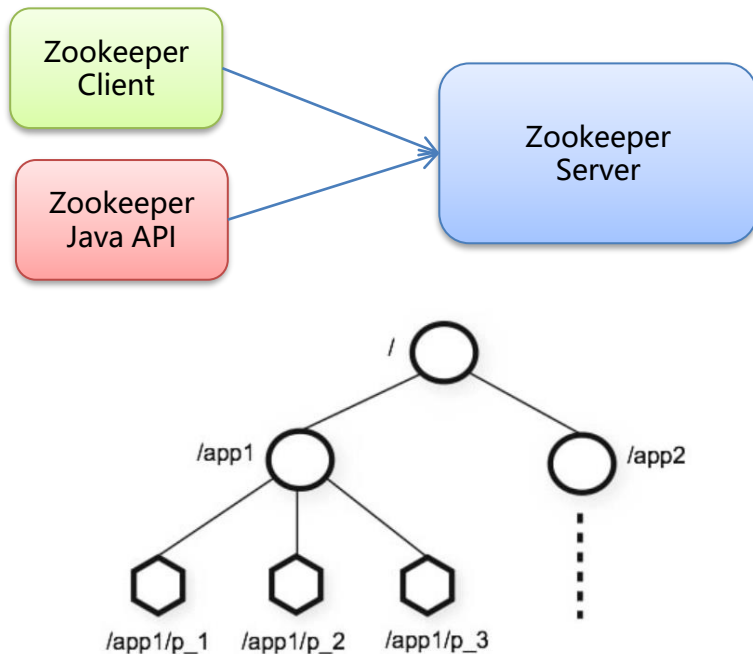 Zookeeper
Client
Zookeeper
Server
Zookeeper
Java API
/
/app1
/app2
/app1/p_1
/app1/p_2
/app1/p_3